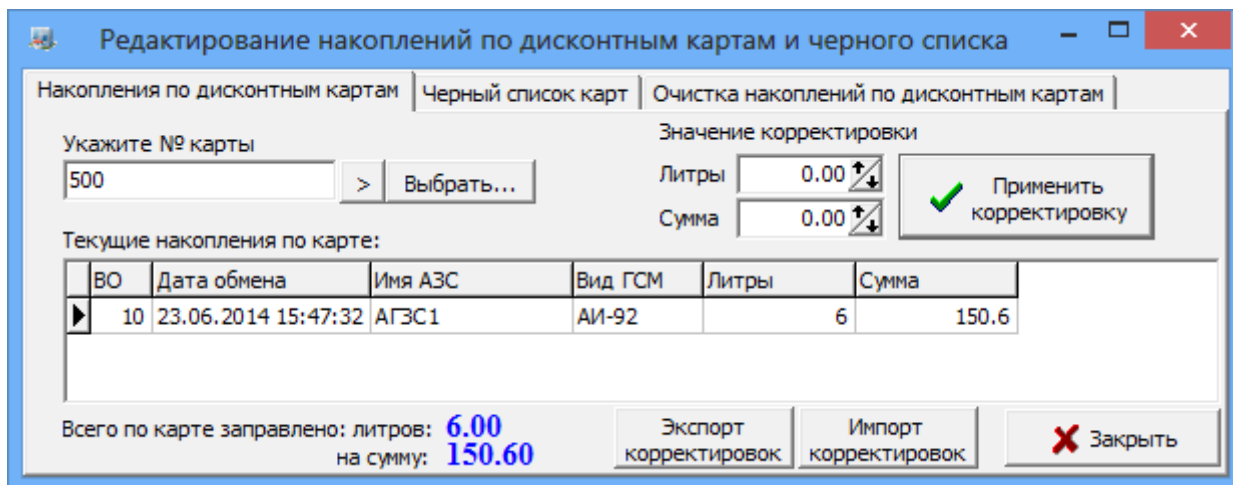 Редактирование накоплений по дисконтным картам и черного списка
Накопления по дисконтным картам Черный список карт Очистка накоплений по дисконтным картам
Укажите № карты
Значение корректировки
500 > Выбрать...
Литры 0.00
Сумма 0.00
Применить
корректировку
Текущие накопления по карте:
ВО Дата обмена Имя АЗС Вид ГСМ Литры Сумма
10 23.06.2014 15:47:32 АГЗС1 АИ-92 6 150.6
Всего по карте заправлено: литров: 6.00
на сумму: 150.60
Экспорт
корректировок
Импорт
корректировок
Закрыть